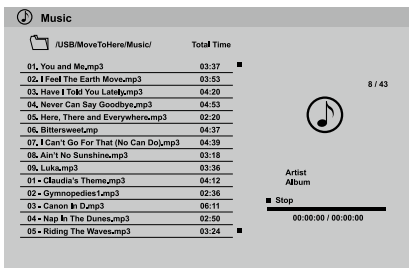 Music
/USB/MoveToHere/Music/ Total Time
01. You and Me.mp3 03:37
02. I Feel The Earth Move.mp3 03:53
03. Have I Told You Lately.mp3 04:20
04. Never Can Say Goodbye.mp3 04:53
05. Here, There and Everywhere.mp3 02:20
06. Bittersweet.mp 04:37
07. I Can't Go For That (No Can Do).mp3 04:39
08. Ain't No Sunshine.mp3 03:18
09. Luka.mp3 03:36
01 - Claudia's Theme.mp3 04:12
02 - Gymnopedies1.mp3 02:36
03 - Canon In D.mp3 06:11
04 - Nap In The Dunes.mp3 02:50
05 - Riding The Waves.mp3 03:24
8 / 43
Artist
Album
Stop
00:00:00 / 00:00:00